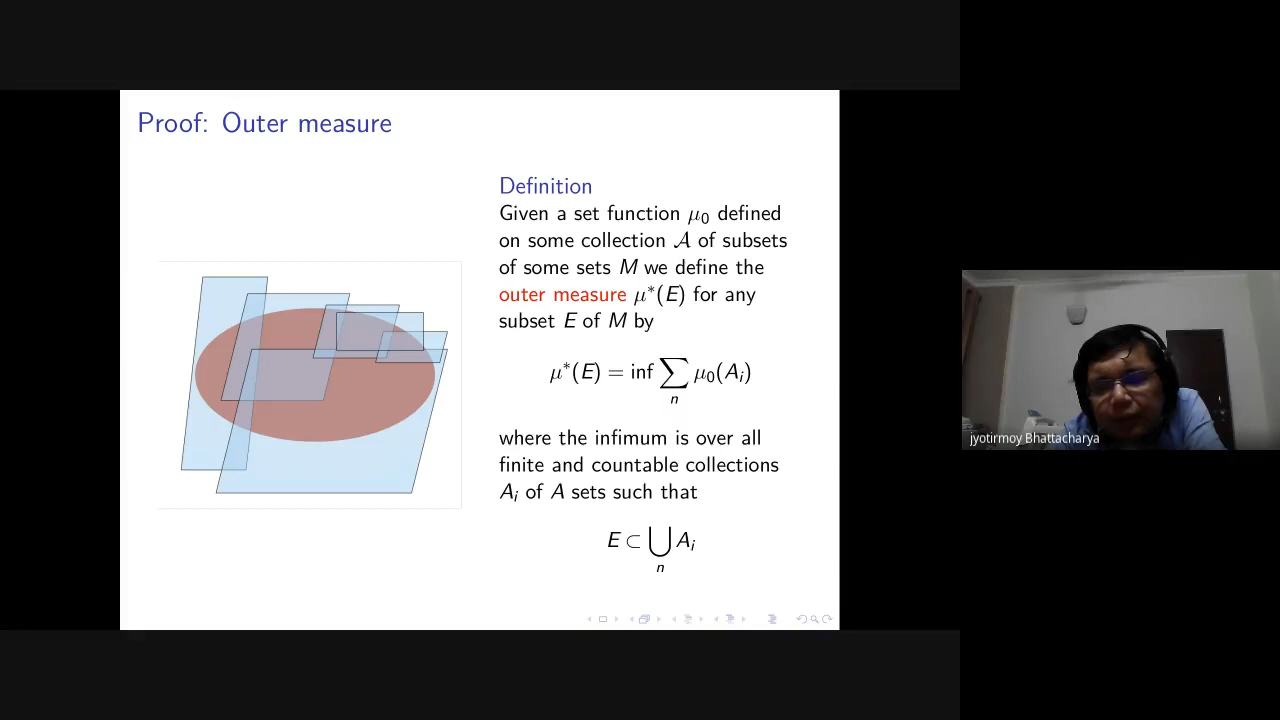 Proof: Outer measure
Definition
Given a set function μ₀ defined
on some collection 𝒜 of subsets
of some sets M we define the
outer measure μ*(E) for any
subset E of M by
μ*(E) = inf ∑ₙ μ₀(Aᵢ)
where the infimum is over all
finite and countable collections
Aᵢ of A sets such that
E ⊂ ⋃ₙ Aᵢ
jyotirmoy Bhattacharya